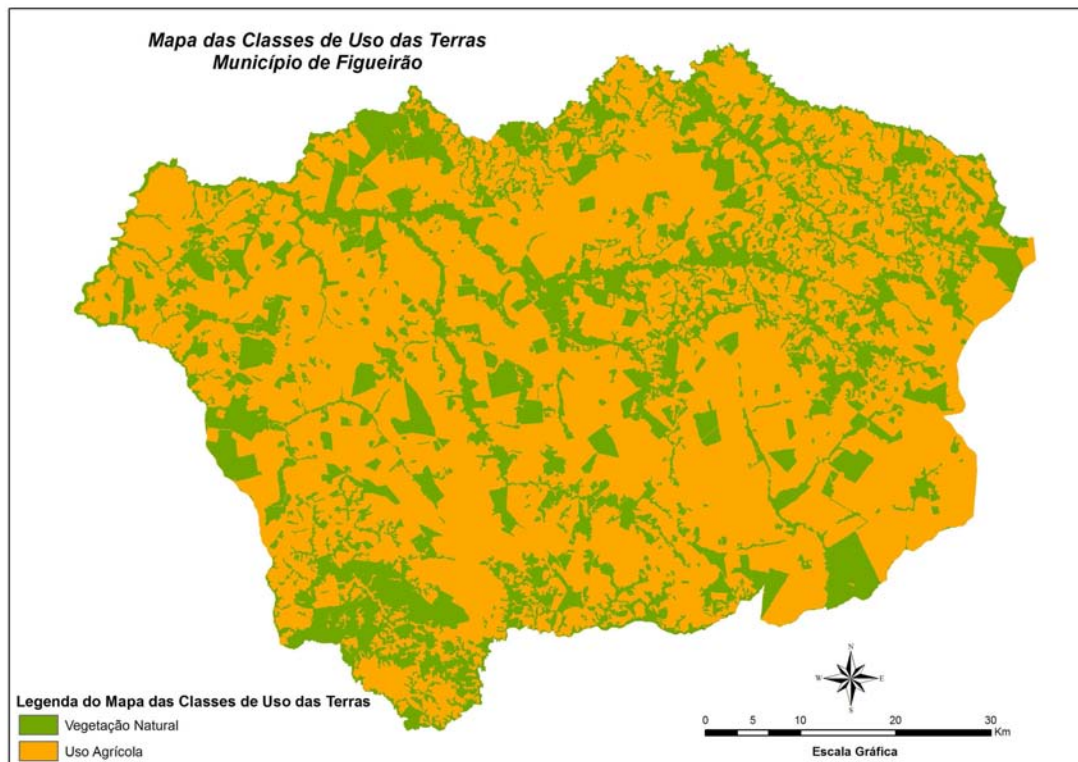 Mapa das Classes de Uso das Terras
Município de Figueirão
N
W E
S
Legenda do Mapa das Classes de Uso das Terras
Vegetação Natural
Uso Agrícola
0 5 10 20 30
Km
Escala Gráfica